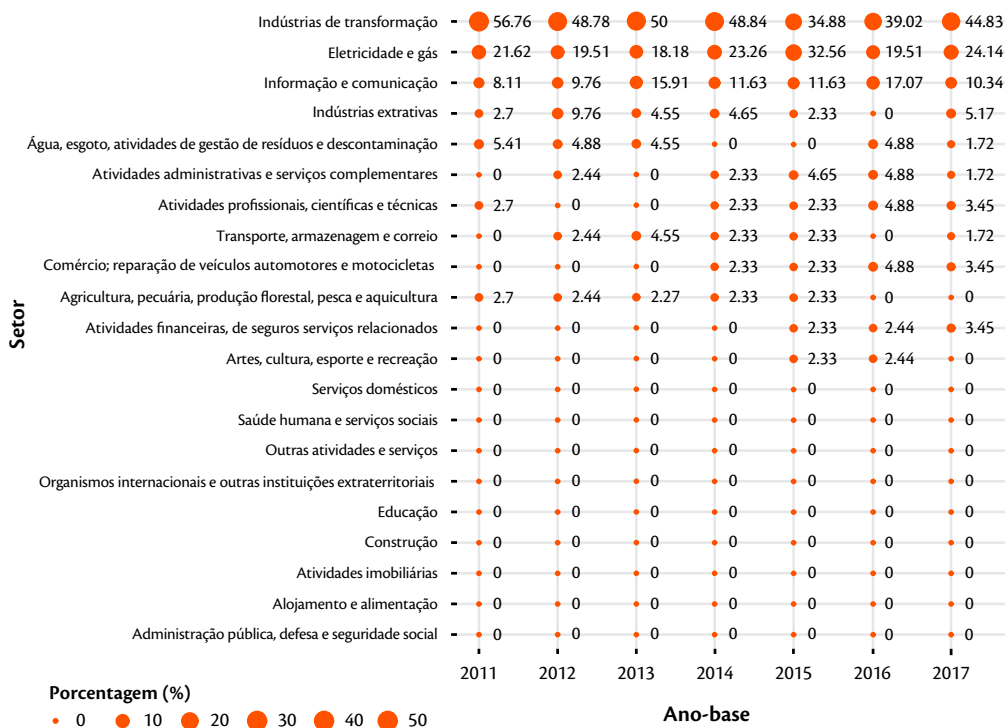 Indústrias de transformação 56.76 48.78 50 48.84 34.88 39.02 44.83
Eletricidade e gás 21.62 19.51 18.18 23.26 32.56 19.51 24.14
Informação e comunicação 8.11 9.76 15.91 11.63 11.63 17.07 10.34
Indústrias extrativas 2.7 9.76 4.55 4.65 2.33 0 5.17
Água, esgoto, atividades de gestão de resíduos e descontaminação 5.41 4.88 4.55 0 0 4.88 1.72
Atividades administrativas e serviços complementares 0 2.44 0 2.33 4.65 4.88 1.72
Atividades profissionais, científicas e técnicas 2.7 0 0 2.33 2.33 4.88 3.45
Transporte, armazenagem e correio 0 2.44 4.55 2.33 2.33 0 1.72
Comércio; reparação de veículos automotores e motocicletas 0 0 0 2.33 2.33 4.88 3.45
Agricultura, pecuária, produção florestal, pesca e aquicultura 2.7 2.44 2.27 2.33 2.33 0 0
Atividades financeiras, de seguros serviços relacionados 0 0 0 0 2.33 2.44 3.45
Artes, cultura, esporte e recreação 0 0 0 0 2.33 2.44 0
Serviços domésticos 0 0 0 0 0 0 0
Saúde humana e serviços sociais 0 0 0 0 0 0 0
Outras atividades e serviços 0 0 0 0 0 0 0
Organismos internacionais e outras instituições extraterritoriais 0 0 0 0 0 0 0
Educação 0 0 0 0 0 0 0
Construção 0 0 0 0 0 0 0
Atividades imobiliárias 0 0 0 0 0 0 0
Alojamento e alimentação 0 0 0 0 0 0 0
Administração pública, defesa e seguridade social 0 0 0 0 0 0 0
Setor
2011 2012 2013 2014 2015 2016 2017
Ano-base
Porcentagem (%)
0 10 20 30 40 50